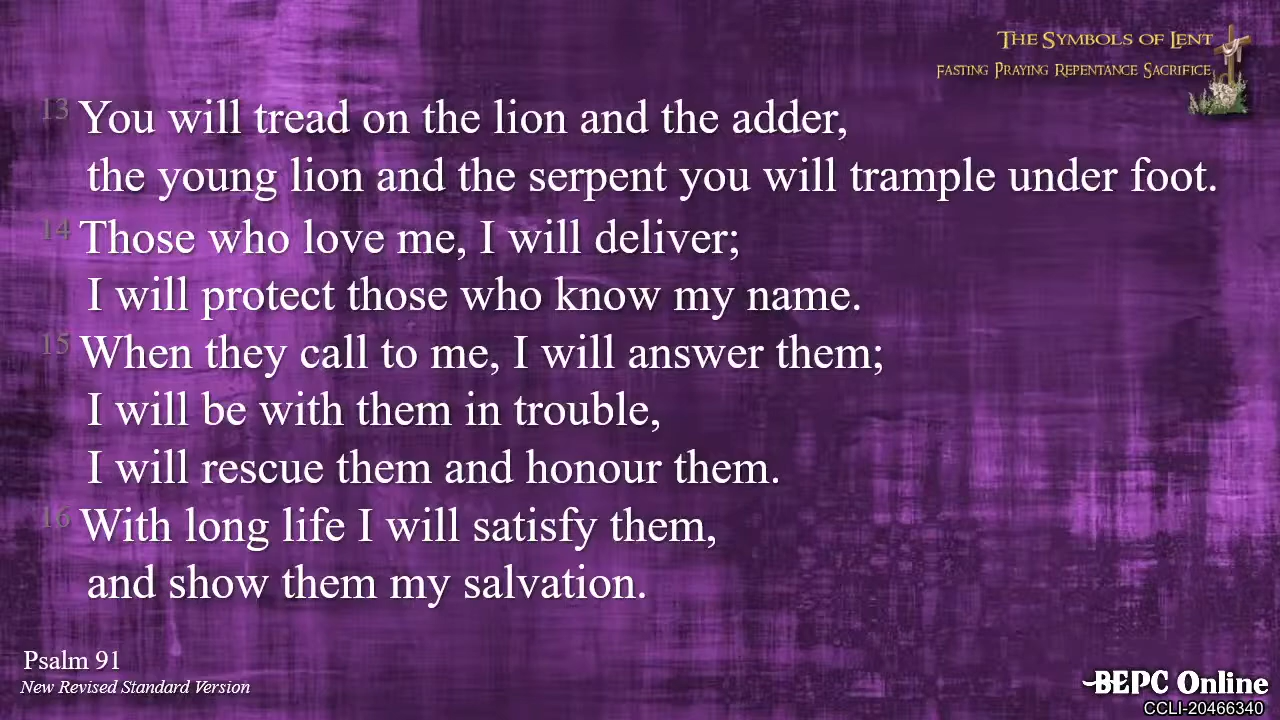 The Symbols of Lent
Fasting Praying Repentance Sacrifice
13 You will tread on the lion and the adder,
the young lion and the serpent you will trample under foot.
14 Those who love me, I will deliver;
I will protect those who know my name.
15 When they call to me, I will answer them;
I will be with them in trouble,
I will rescue them and honour them.
16 With long life I will satisfy them,
and show them my salvation.
Psalm 91
New Revised Standard Version
BEPC Online
CCLI-20466340